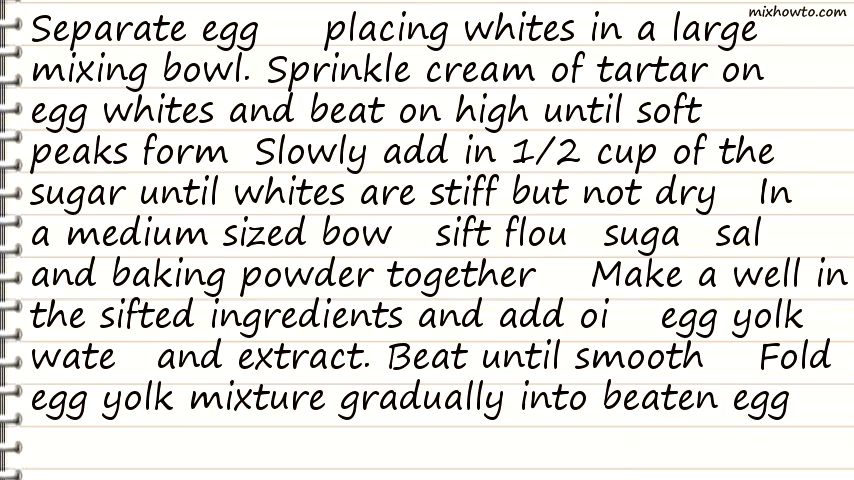 mixhowto.com
Separate egg placing whites in a large
mixing bowl. Sprinkle cream of tartar on
egg whites and beat on high until soft
peaks form Slowly add in 1/2 cup of the
sugar until whites are stiff but not dry In
a medium sized bow sift flou suga sal
and baking powder together Make a well in
the sifted ingredients and add oi egg yolk
wate and extract. Beat until smooth Fold
egg yolk mixture gradually into beaten egg